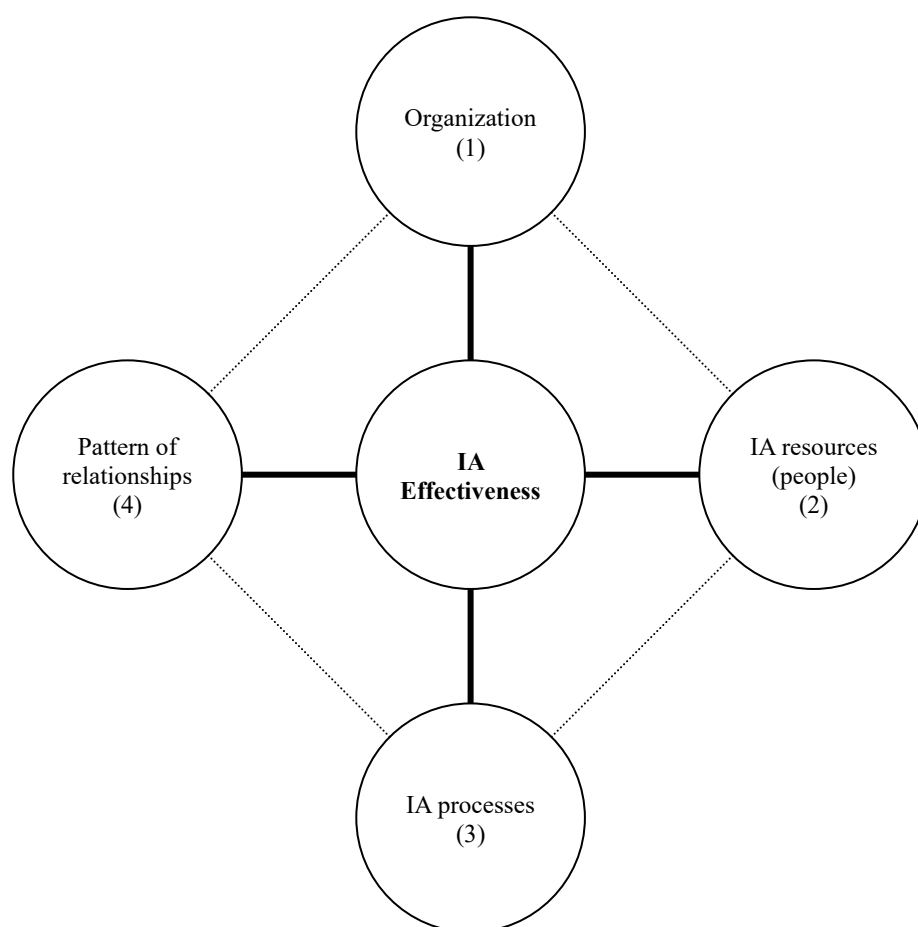 Organization
(1)
Pattern of
relationships
(4)
IA
Effectiveness
IA resources
(people)
(2)
IA processes
(3)